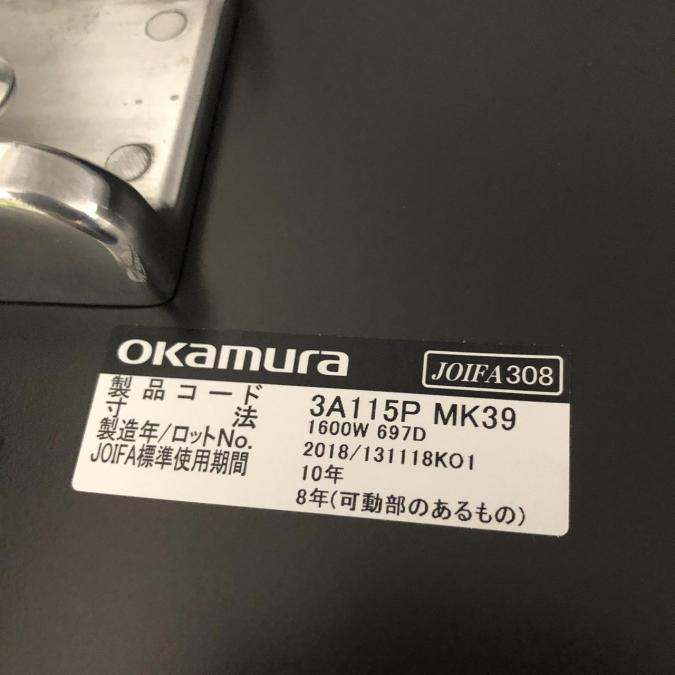 okamura
JOIFA308
製品コード 3A115P MK39
寸法 1600W 697D
製造年/ロットNo. 2018/131118K01
JOIFA標準使用期間 10年
8年(可動部のあるもの)